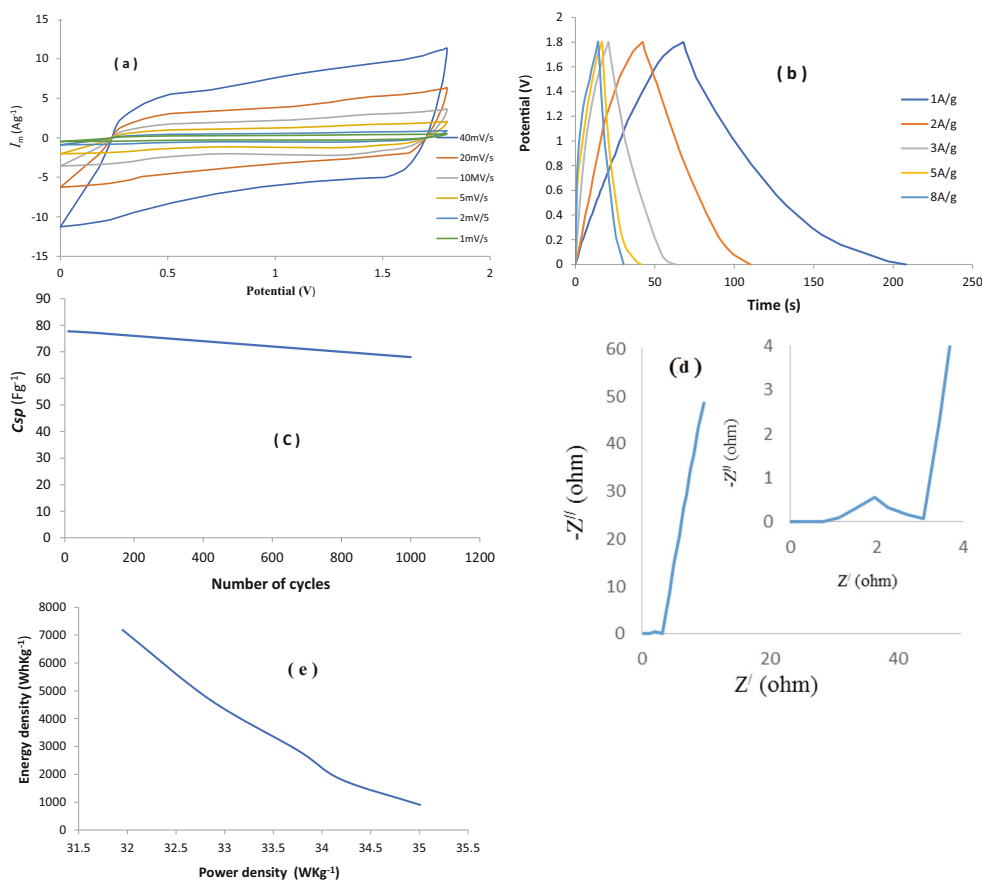 ( a )
15
10
5
0
-5
-10
-15
I_m (Ag⁻¹)
0
0.5
1
1.5
2
Potential (V)
40mV/s
20mV/s
10MV/s
5mV/s
2mV/5
1mV/s
( b )
2
1.8
1.6
1.4
1.2
1
0.8
0.6
0.4
0.2
0
Potential (V)
0
50
100
150
200
250
Time (s)
1A/g
2A/g
3A/g
5A/g
8A/g
( C )
90
80
70
60
50
40
30
20
10
0
Csp (Fg⁻¹)
0
200
400
600
800
1000
1200
Number of cycles
(d)
60
50
40
30
20
10
0
-Z// (ohm)
0
20
40
Z/ (ohm)
4
3
2
1
0
-Z// (ohm)
0
2
4
Z/ (ohm)
( e )
8000
7000
6000
5000
4000
3000
2000
1000
0
Energy density (WhKg⁻¹)
31.5
32
32.5
33
33.5
34
34.5
35
35.5
Power density (WKg⁻¹)